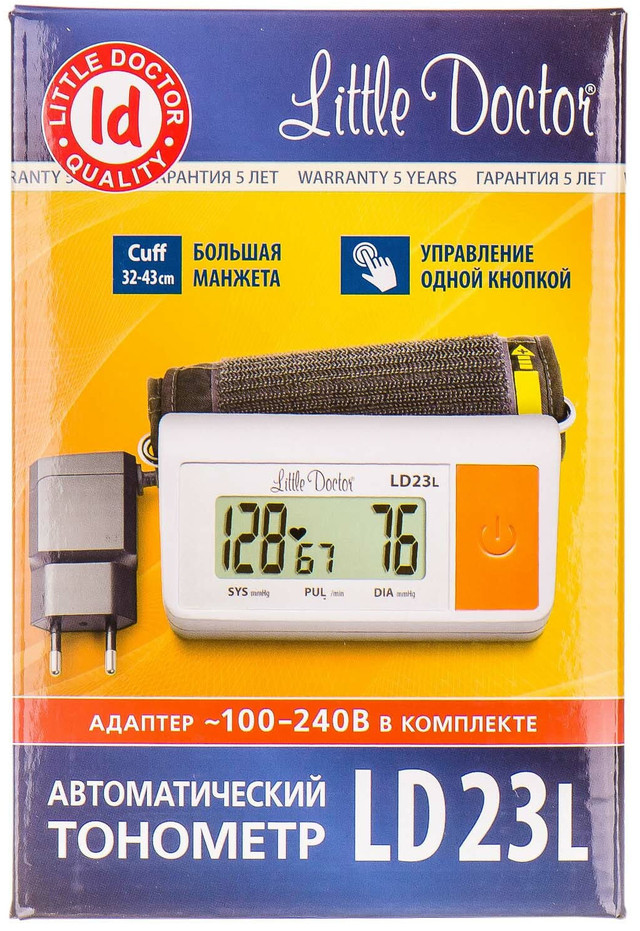 LITTLE DOCTOR
ld
QUALITY
Little Doctor®
WARRANTY 5 ГАРАНТИЯ 5 ЛЕТ WARRANTY 5 YEARS ГАРАНТИЯ 5 ЛЕТ
Cuff
32-43cm
БОЛЬШАЯ
МАНЖЕТА
УПРАВЛЕНИЕ
ОДНОЙ КНОПКОЙ
Little Doctor® LD23L
128 67 76
SYS mmHg PUL /min DIA mmHg
АДАПТЕР ~100-240В В КОМПЛЕКТЕ
АВТОМАТИЧЕСКИЙ
ТОНОМЕТР
LD 23L